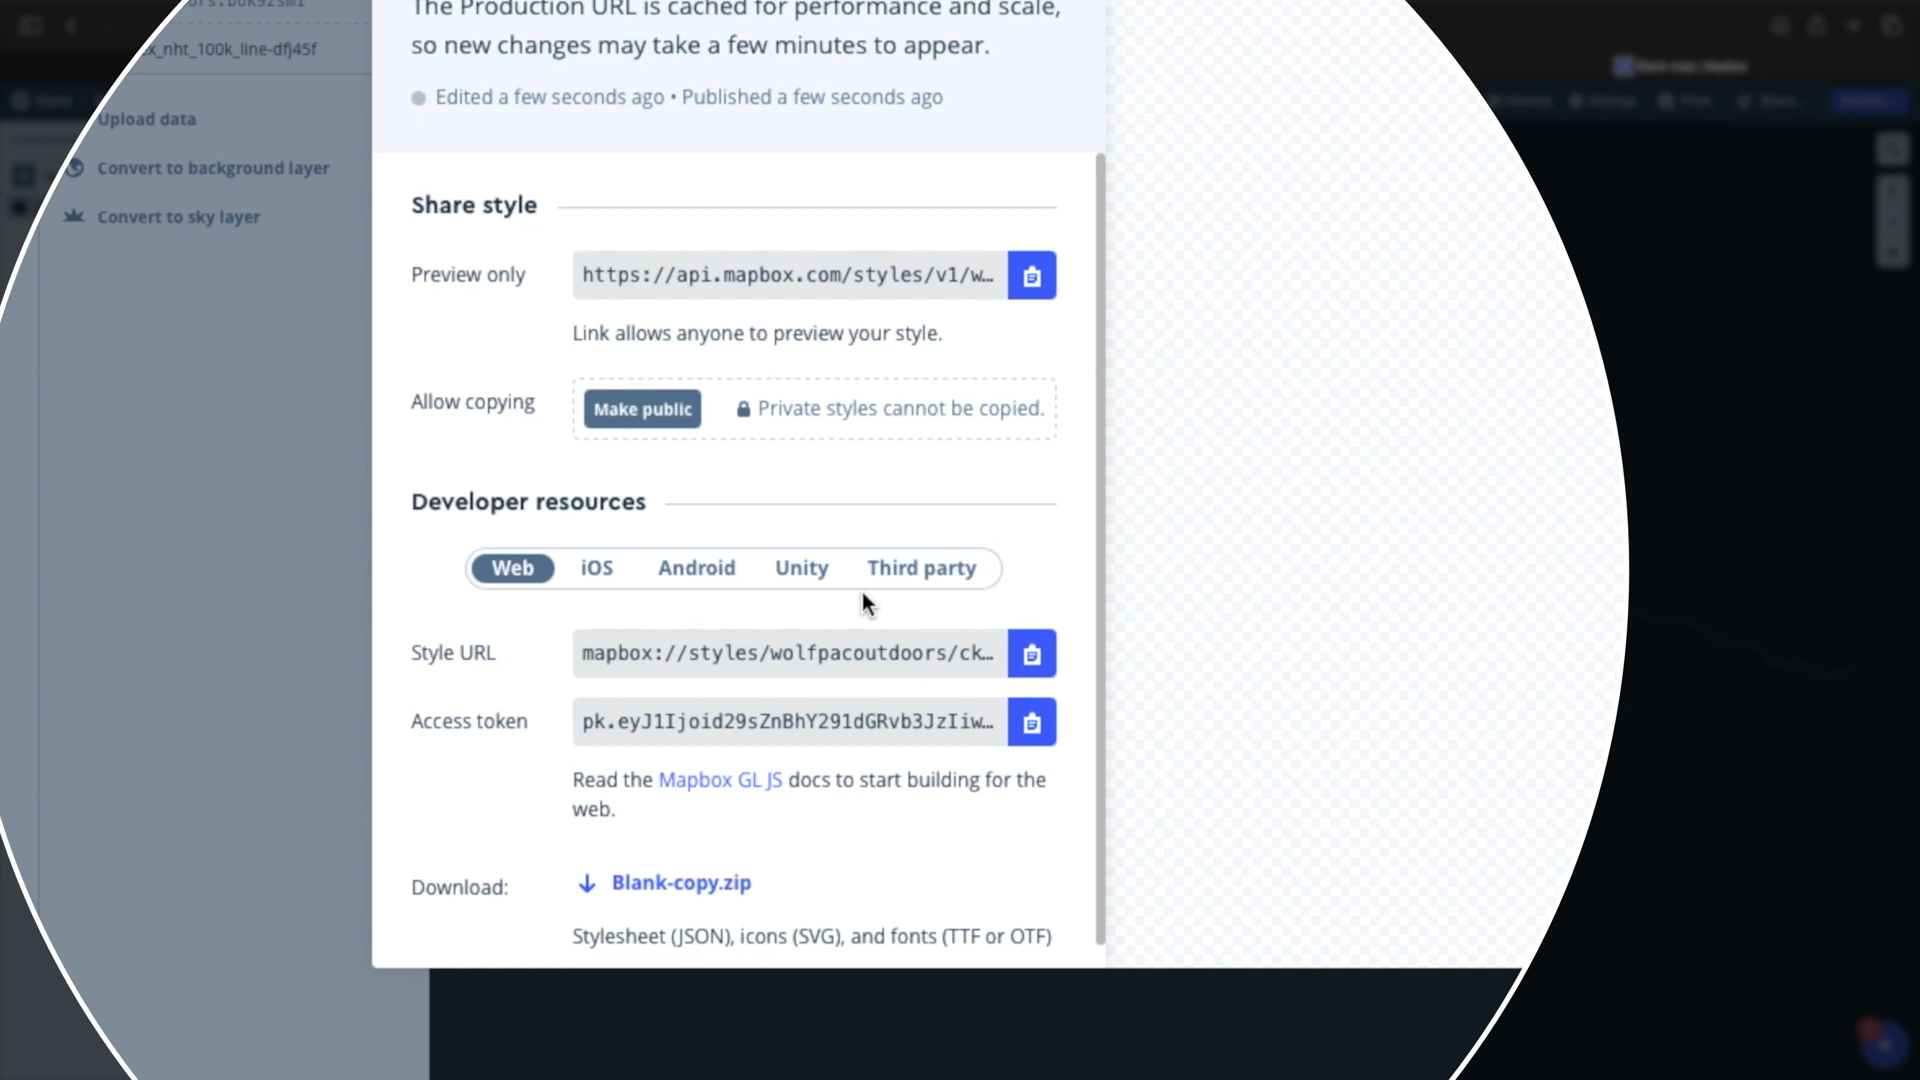 x_nht_100k_line-dfj45f
Upload data
Convert to background layer
Convert to sky layer
The Production URL is cached for performance and scale,
so new changes may take a few minutes to appear.
Edited a few seconds ago • Published a few seconds ago
Share style
Preview only
https://api.mapbox.com/styles/v1/w…
Link allows anyone to preview your style.
Allow copying
Make public
Private styles cannot be copied.
Developer resources
Web iOS Android Unity Third party
Style URL
mapbox://styles/wolfpacoutdoors/ck…
Access token
pk.eyJ1Ijoid29sZnBhY291dGRvb3JzIiw…
Read the Mapbox GL JS docs to start building for the
web.
Download:
Blank-copy.zip
Stylesheet (JSON), icons (SVG), and fonts (TTF or OTF)